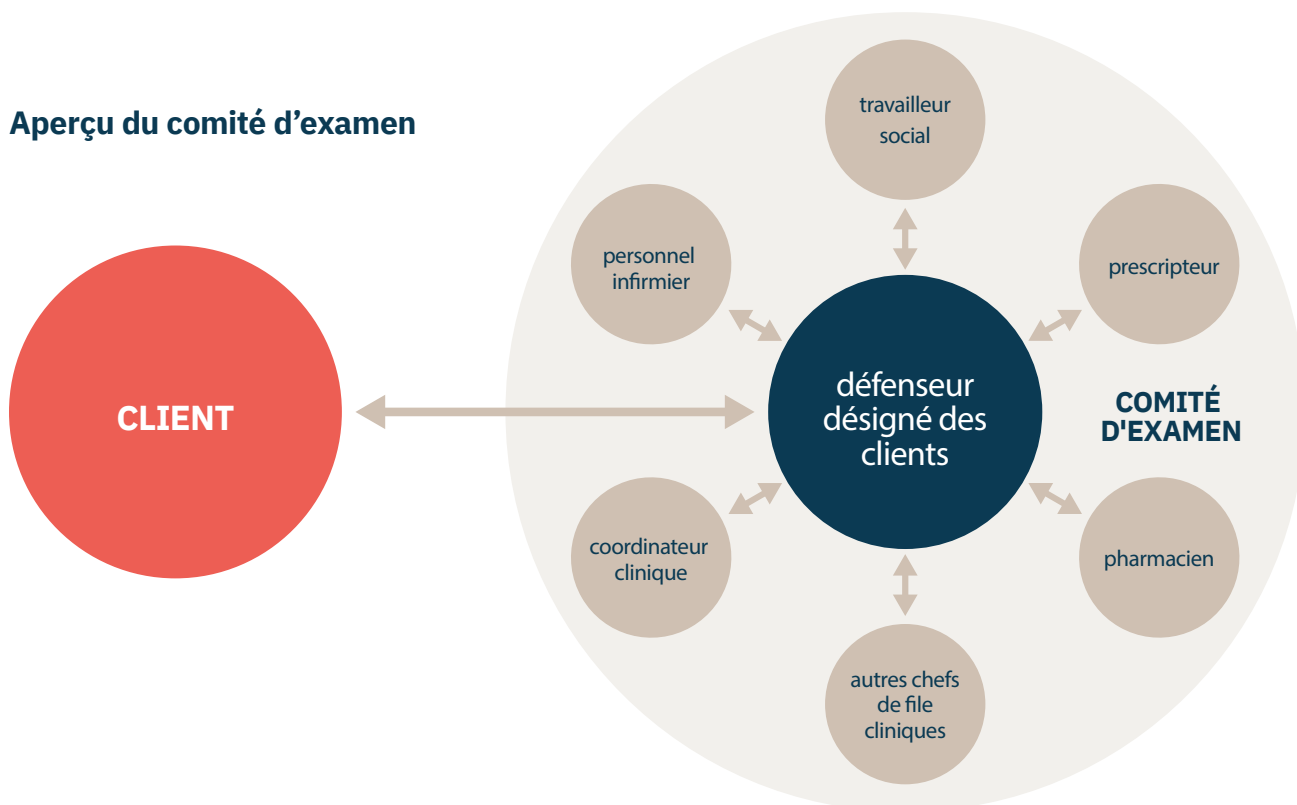 Aperçu du comité d’examen
travailleur
social
personnel
infirmier
prescripteur
CLIENT
défenseur
désigné des
clients
COMITÉ
D'EXAMEN
coordinateur
clinique
pharmacien
autres chefs
de file
cliniques